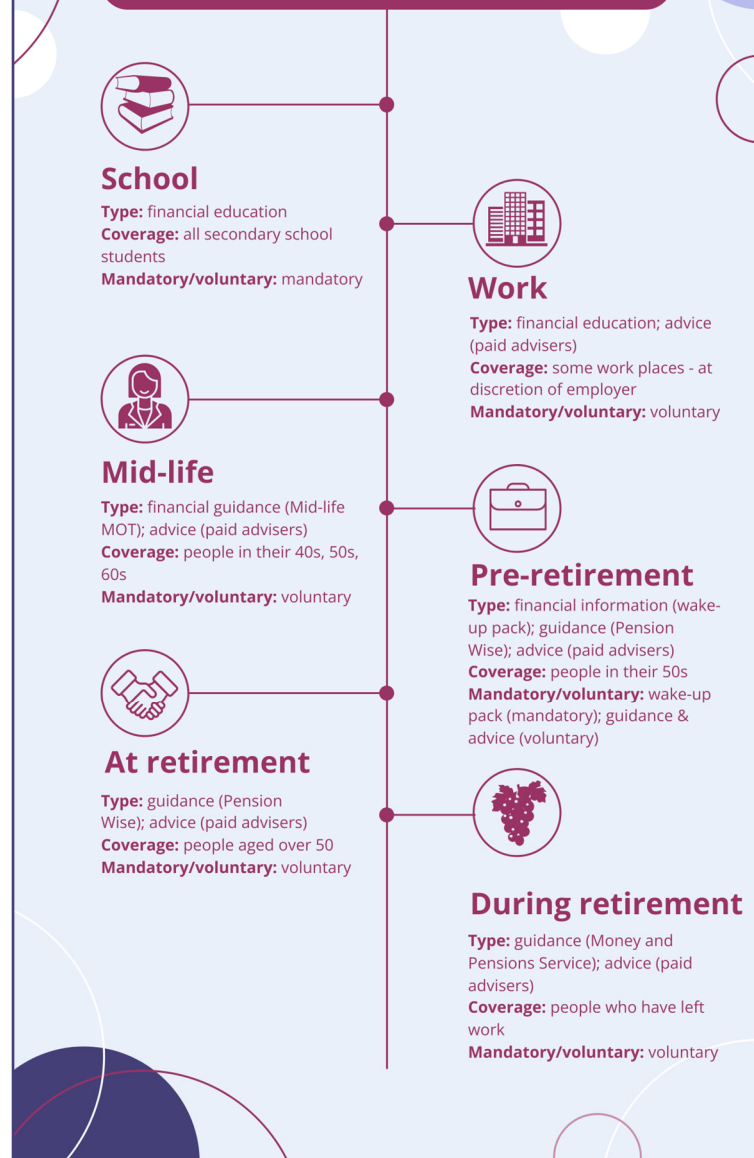 School
Type: financial education
Coverage: all secondary school
students
Mandatory/voluntary: mandatory
Work
Type: financial education; advice
(paid advisers)
Coverage: some work places - at
discretion of employer
Mandatory/voluntary: voluntary
Mid-life
Type: financial guidance (Mid-life
MOT); advice (paid advisers)
Coverage: people in their 40s, 50s,
60s
Mandatory/voluntary: voluntary
Pre-retirement
Type: financial information (wake-
up pack); guidance (Pension
Wise); advice (paid advisers)
Coverage: people in their 50s
Mandatory/voluntary: wake-up
pack (mandatory); guidance &
advice (voluntary)
At retirement
Type: guidance (Pension
Wise); advice (paid advisers)
Coverage: people aged over 50
Mandatory/voluntary: voluntary
During retirement
Type: guidance (Money and
Pensions Service); advice (paid
advisers)
Coverage: people who have left
work
Mandatory/voluntary: voluntary